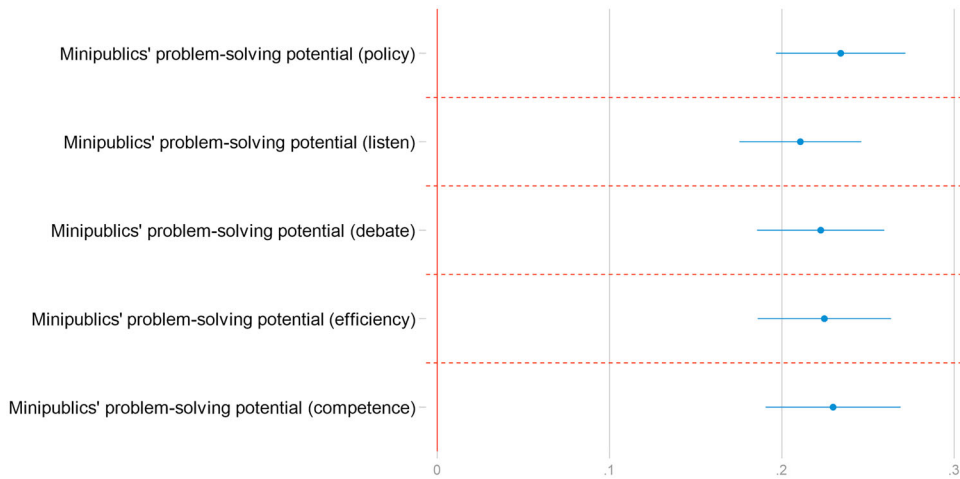 Minipublics' problem-solving potential (policy)
Minipublics' problem-solving potential (listen)
Minipublics' problem-solving potential (debate)
Minipublics' problem-solving potential (efficiency)
Minipublics' problem-solving potential (competence)
0 .1 .2 .3